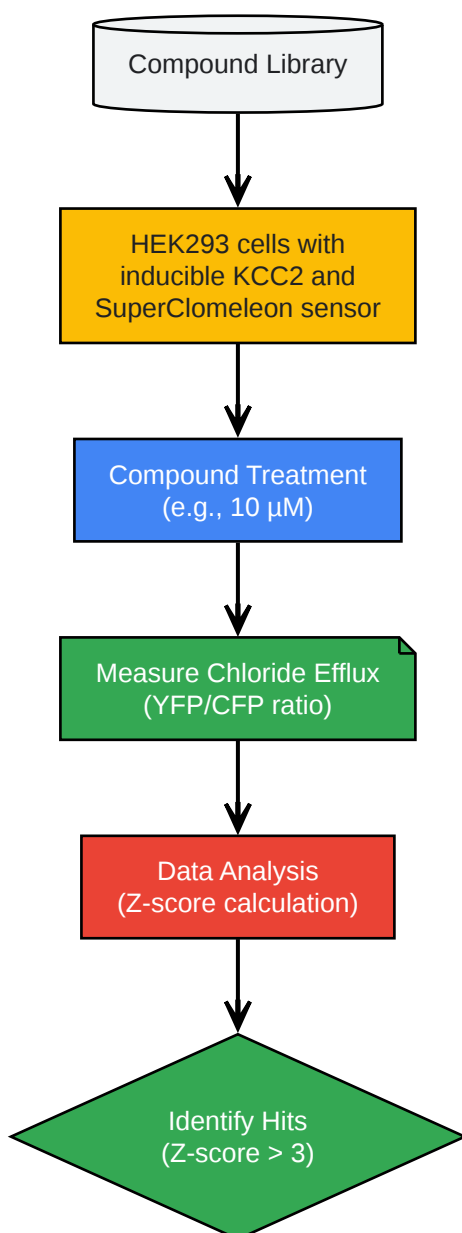 Compound Library
HEK293 cells with
inducible KCC2 and
SuperClomeleon sensor
Compound Treatment
(e.g., 10 µM)
Measure Chloride Efflux
(YFP/CFP ratio)
Data Analysis
(Z-score calculation)
Identify Hits
(Z-score > 3)